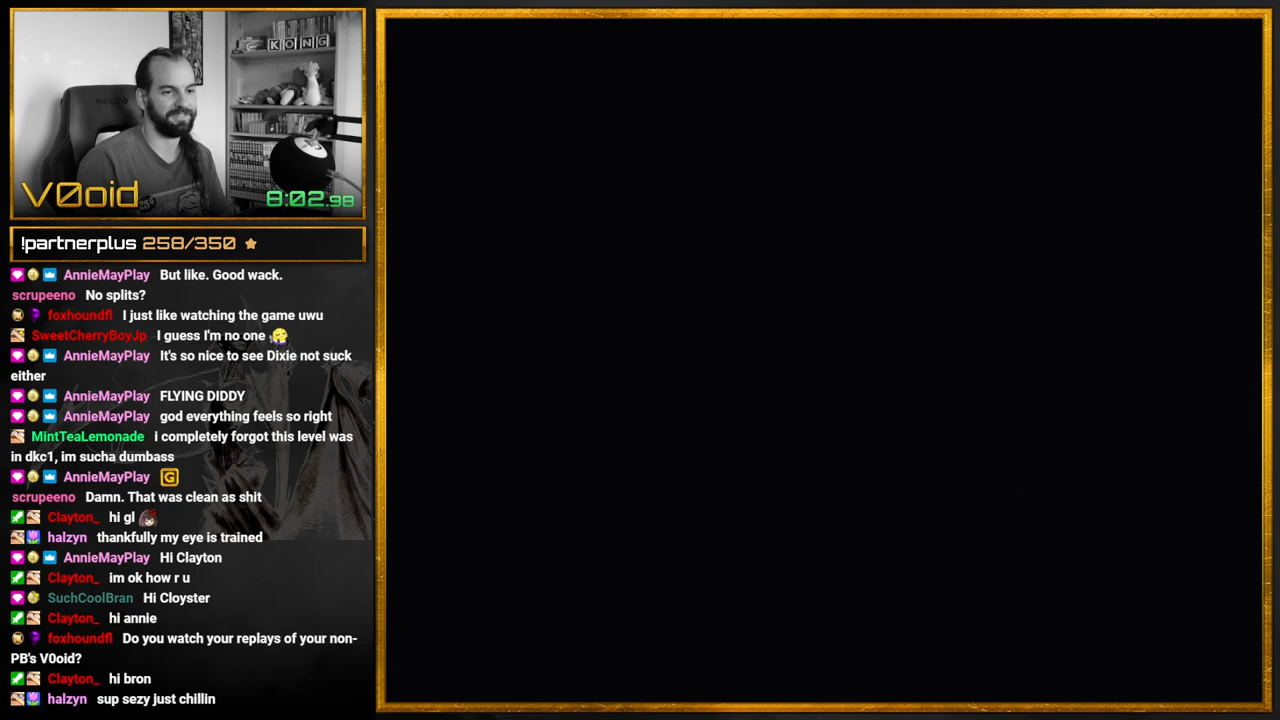 KONG
V0oid
8:02.98
!partnerplus 258/350
AnnieMayPlay But like. Good wack.
scrupeeno No splits?
foxhoundfl I just like watching the game uwu
SweetCherryBoyJp I guess I'm no one
AnnieMayPlay It's so nice to see Dixie not suck
either
AnnieMayPlay FLYING DIDDY
AnnieMayPlay god everything feels so right
MintTeaLemonade i completely forgot this level was
in dkc1, im sucha dumbass
AnnieMayPlay G
scrupeeno Damn. That was clean as shit
Clayton_ hi gl
halzyn thankfully my eye is trained
AnnieMayPlay Hi Clayton
Clayton_ im ok how r u
SuchCoolBran Hi Cloyster
Clayton_ hi annie
foxhoundfl Do you watch your replays of your non-
PB's V0oid?
Clayton_ hi bron
halzyn sup sezy just chillin